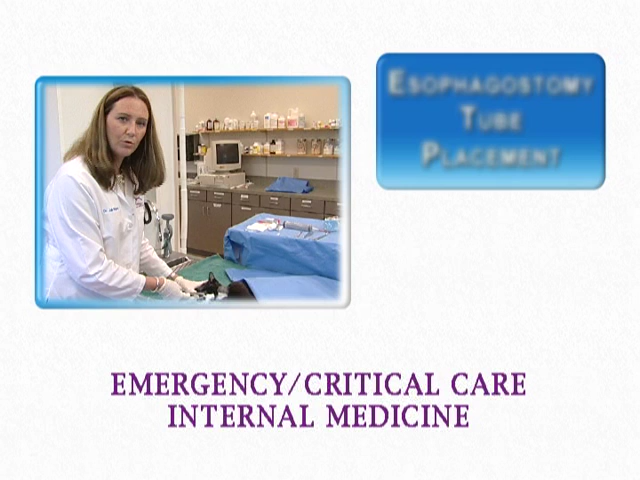 ESOPHAGOSTOMY
TUBE
PLACEMENT
EMERGENCY/CRITICAL CARE
INTERNAL MEDICINE